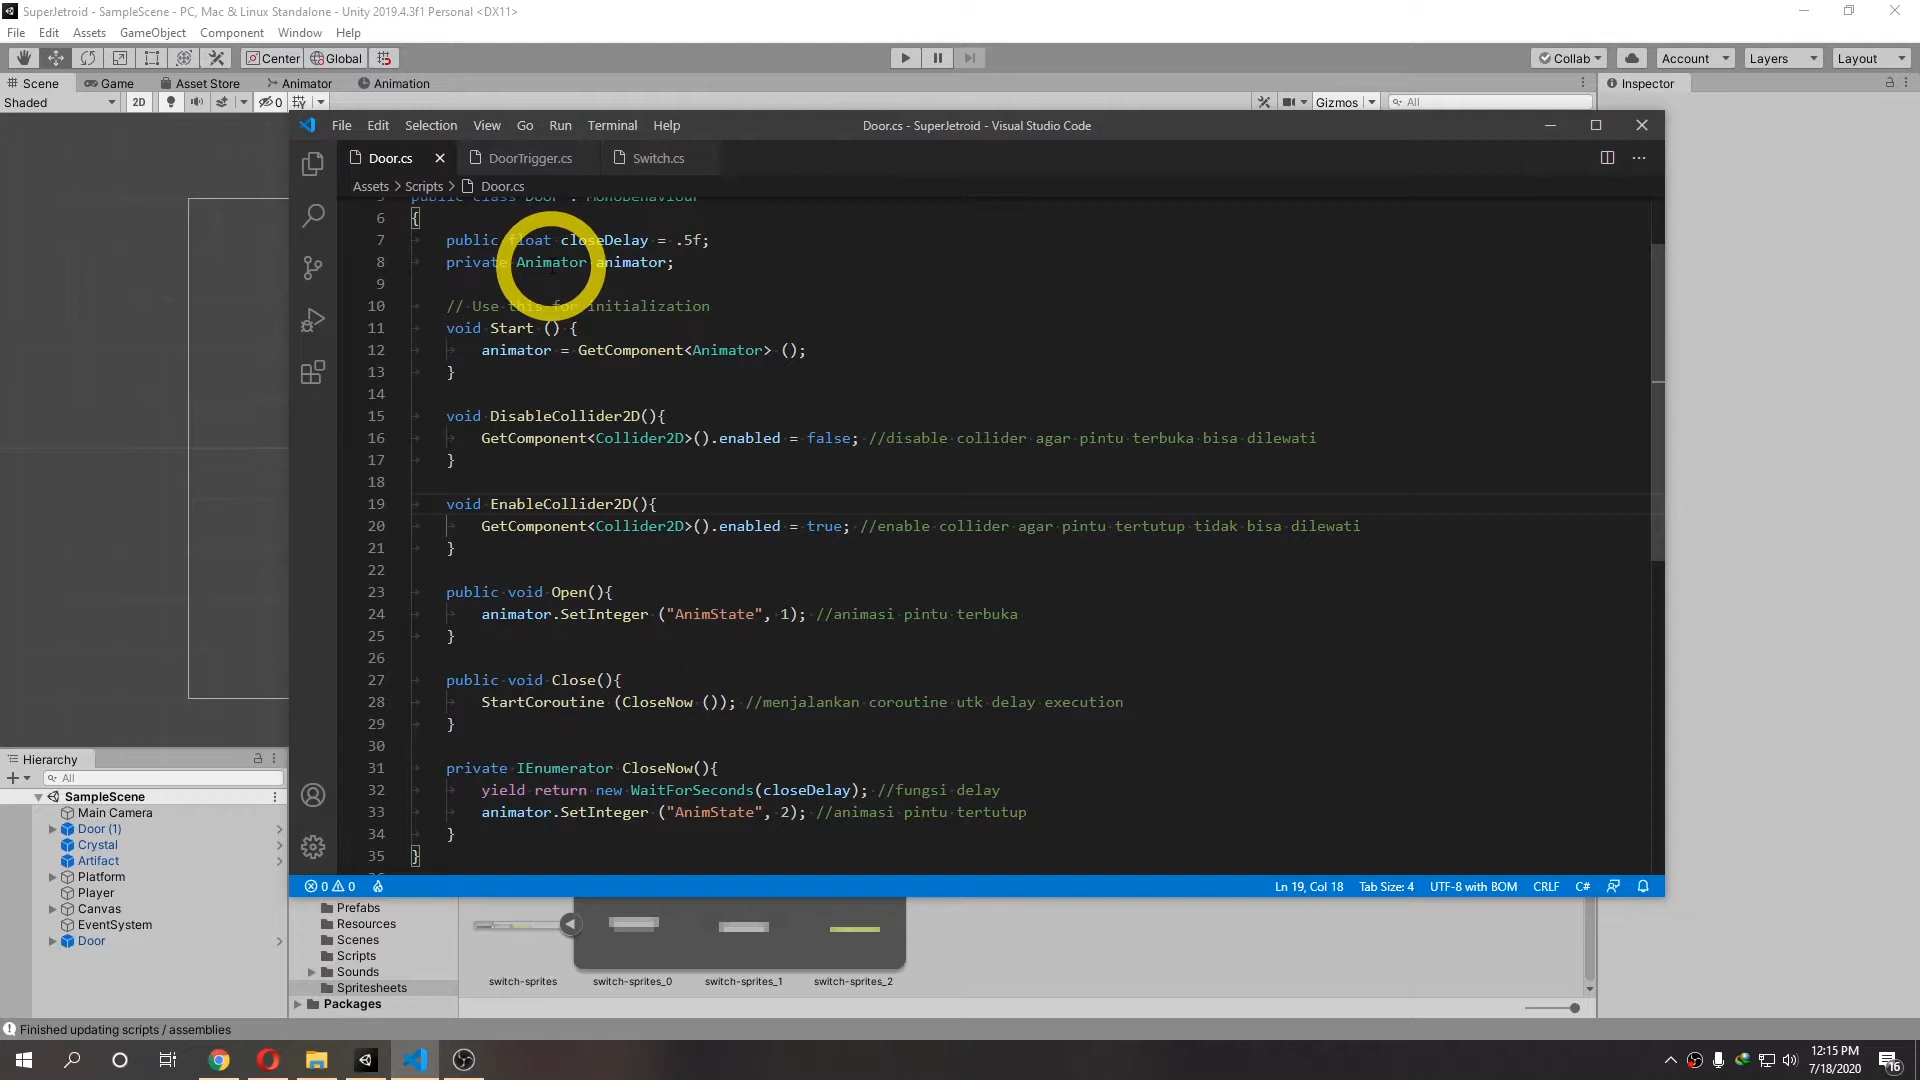 SuperJetroid - SampleScene - PC, Mac & Linux Standalone - Unity 2019.4.3f1 Personal <DX11>
File Edit Assets GameObject Component Window Help
Center Global Collab Account Layers Layout
Scene Game Asset Store Animator Animation Inspector
Shaded 2D 0 Gizmos All
File Edit Selection View Go Run Terminal Help Door.cs - SuperJetroid - Visual Studio Code
Door.cs DoorTrigger.cs Switch.cs
Assets > Scripts > Door.cs
5 public class Door : MonoBehaviour
6 {
7 public float closeDelay = .5f;
8 private Animator animator;
9
10 // Use this for initialization
11 void Start () {
12 animator = GetComponent<Animator> ();
13 }
14
15 void DisableCollider2D(){
16 GetComponent<Collider2D>().enabled = false; //disable collider agar pintu terbuka bisa dilewati
17 }
18
19 void EnableCollider2D(){
20 GetComponent<Collider2D>().enabled = true; //enable collider agar pintu tertutup tidak bisa dilewati
21 }
22
23 public void Open(){
24 animator.SetInteger ("AnimState", 1); //animasi pintu terbuka
25 }
26
27 public void Close(){
28 StartCoroutine (CloseNow ()); //menjalankan coroutine utk delay execution
29 }
30
31 private IEnumerator CloseNow(){
32 yield return new WaitForSeconds(closeDelay); //fungsi delay
33 animator.SetInteger ("AnimState", 2); //animasi pintu tertutup
34 }
35 }
0 0 Ln 19, Col 18 Tab Size: 4 UTF-8 with BOM CRLF C#
Hierarchy
All
SampleScene
Main Camera
Door (1)
Crystal
Artifact
Platform
Player
Canvas
EventSystem
Door
Prefabs
Resources
Scenes
Scripts
Sounds
Spritesheets
Packages
switch-sprites switch-sprites_0 switch-sprites_1 switch-sprites_2
Finished updating scripts / assemblies
12:15 PM
7/18/2020
16